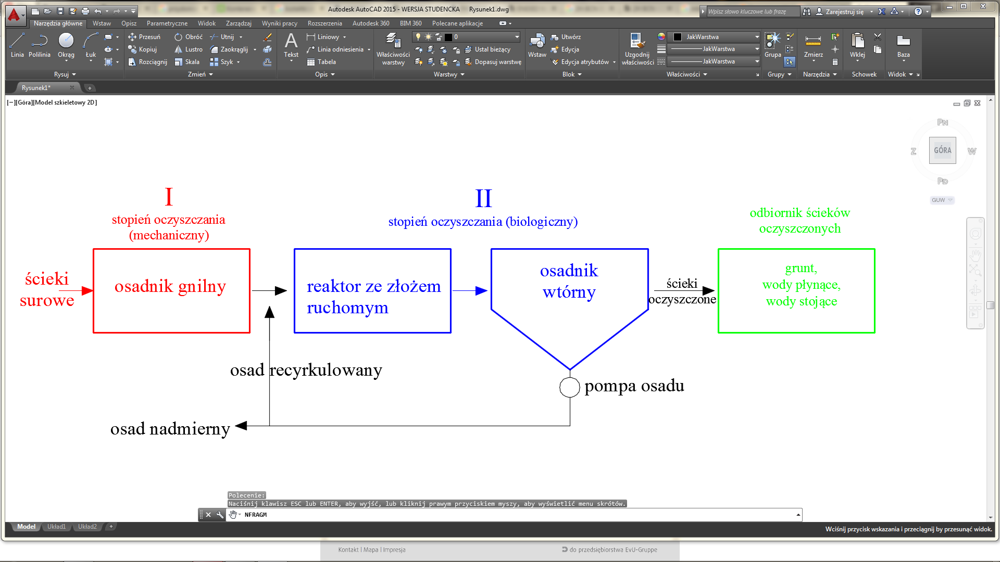 Autodesk AutoCAD 2015 - WERSJA STUDENCKA Rysunek1.dwg
Wpisz słowo kluczowe lub frazę
Zarejestruj się
Narzędzia główne Wstaw Opisz Parametryczne Widok Zarządzaj Wyniki pracy Rozszerzenia Autodesk 360 BIM 360 Polecane aplikacje
Linia Polilinia Okrąg Łuk
Przesuń Obróć Utnij
Kopiuj Lustro Zaokrąglij
Rozciągnij Skala Szyk
Tekst
Liniowy
Linia odniesienia
Tabela
Właściwości
warstwy
0
Ustal bieżący
Dopasuj warstwę
Wstaw
Utwórz
Edycja
Edycja atrybutów
Uzgodnij
właściwości
JakWarstwa
JakWarstwa
JakWarstwa
Grupa
Zmierz
Wklej
Baza
Rysuj Zmień Opis Warstwy Blok Właściwości Grupy Narzędzia Schowek Widok
Rysunek1*
[−][Góra][Model szkieletowy 2D]
PN
Z GÓRA W
PD
GUW
I
stopień oczyszczania
(mechaniczny)
II
stopień oczyszczania (biologiczny)
odbiornik ścieków
oczyszczonych
ścieki
surowe
osadnik gnilny
reaktor ze złożem
ruchomym
osadnik
wtórny
ścieki
oczyszczone
grunt,
wody płynące,
wody stojące
osad recyrkulowany
pompa osadu
osad nadmierny
Polecenie:
Naciśnij klawisz ESC lub ENTER, aby wyjść, lub kliknij prawym przyciskiem myszy, aby wyświetlić menu skrótów.
NFRAGM
Model Układ1 Układ2
Wciśnij przycisk wskazania i przeciągnij by przesunąć widok.
Kontakt | Mapa | Impresja
do przedsiębiorstwa EvU-Gruppe